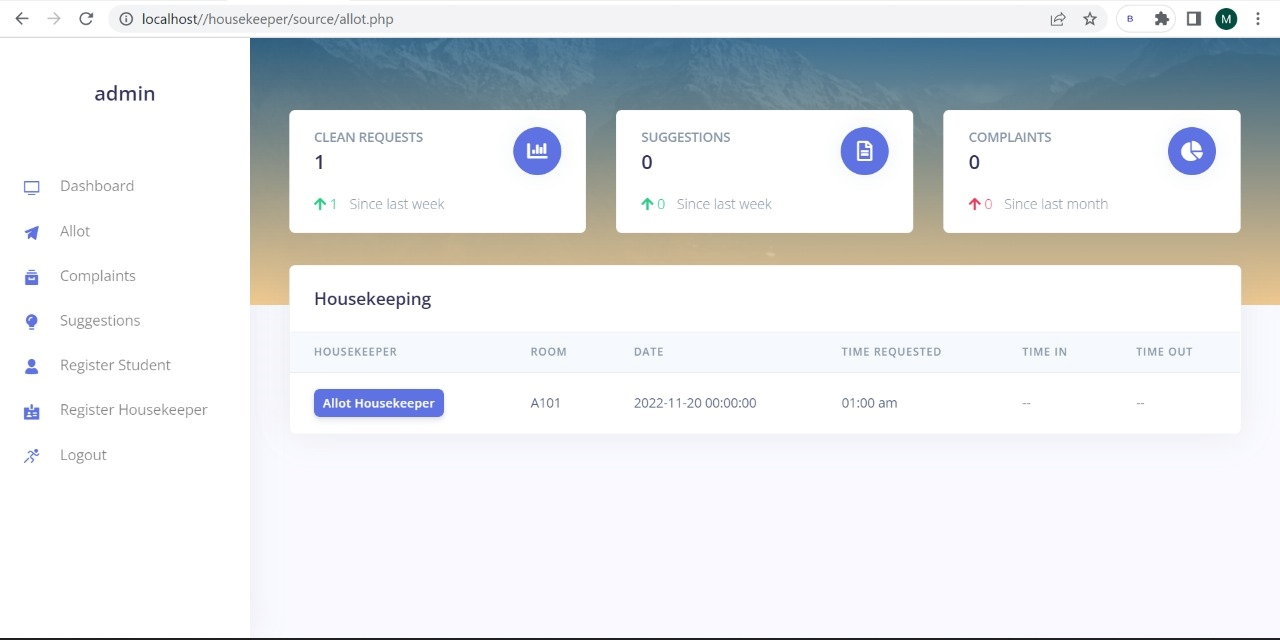 localhost//housekeeper/source/allot.php
B
M
admin
Dashboard
Allot
Complaints
Suggestions
Register Student
Register Housekeeper
Logout
CLEAN REQUESTS
1
1 Since last week
SUGGESTIONS
0
0 Since last week
COMPLAINTS
0
0 Since last month
Housekeeping
HOUSEKEEPER ROOM DATE TIME REQUESTED TIME IN TIME OUT
Allot Housekeeper A101 2022-11-20 00:00:00 01:00 am -- --